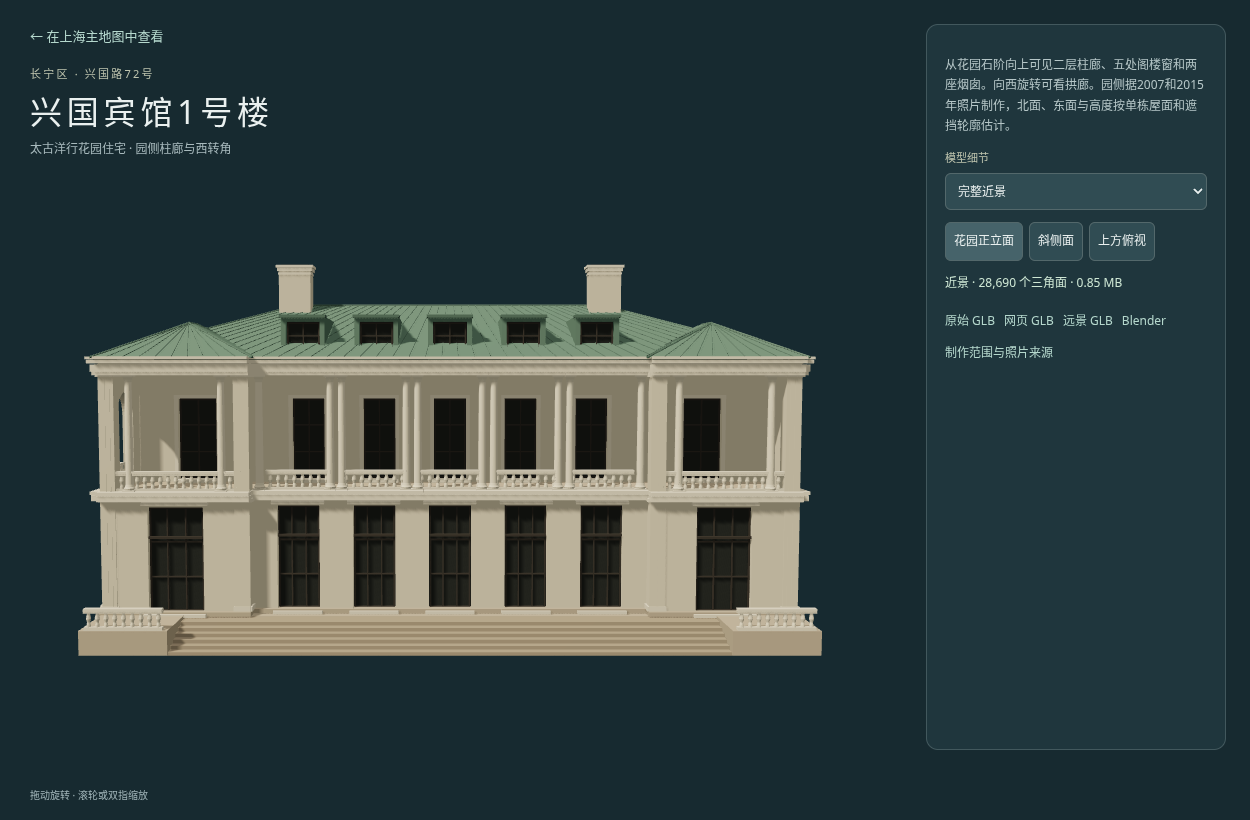 ← 在上海主地图中查看
长宁区 · 兴国路72号
兴国宾馆1号楼
太古洋行花园住宅 · 园侧柱廊与西转角
从花园石阶向上可见二层柱廊、五处阁楼窗和两
座烟囱。向西旋转可看拱廊。园侧据2007和2015
年照片制作，北面、东面与高度按单栋屋面和遮
挡轮廓估计。
模型细节
完整近景
花园正立面 斜侧面 上方俯视
近景 · 28,690 个三角面 · 0.85 MB
原始 GLB 网页 GLB 远景 GLB Blender
制作范围与照片来源
拖动旋转 · 滚轮或双指缩放